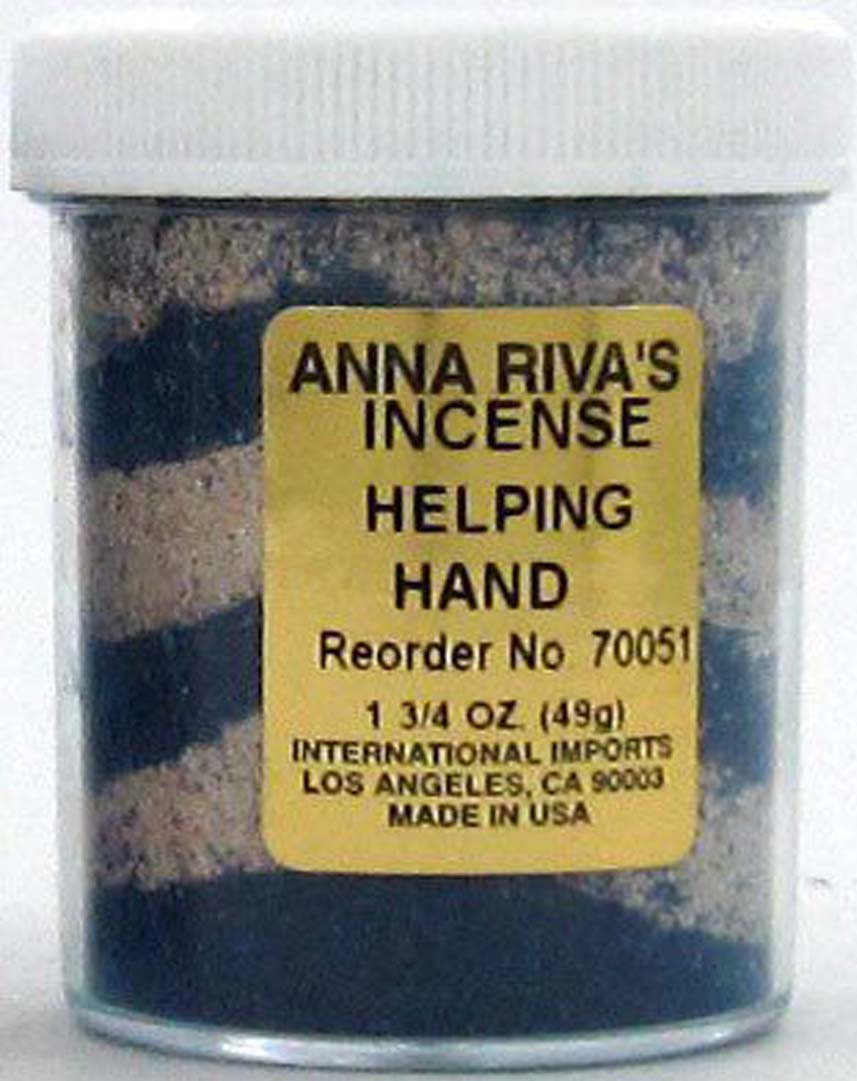 ANNA RIVA'S
INCENSE
HELPING
HAND
Reorder No 70051
1 3/4 OZ. (49g)
INTERNATIONAL IMPORTS
LOS ANGELES, CA 90003
MADE IN USA